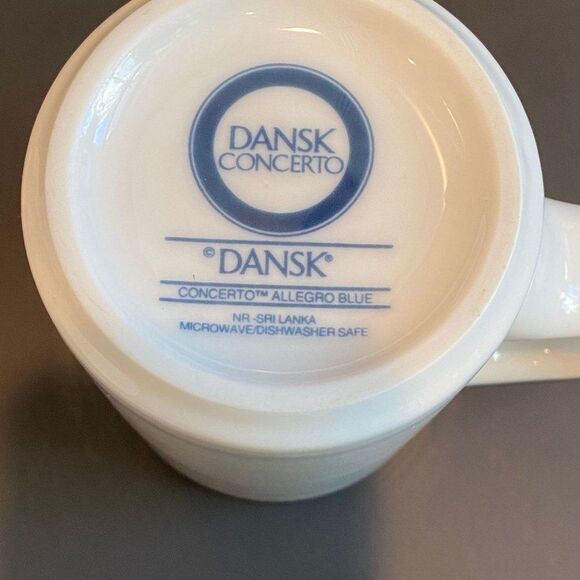 DANSK
CONCERTO
©DANSK®
CONCERTO™ ALLEGRO BLUE
NR -SRI LANKA
MICROWAVE/DISHWASHER SAFE